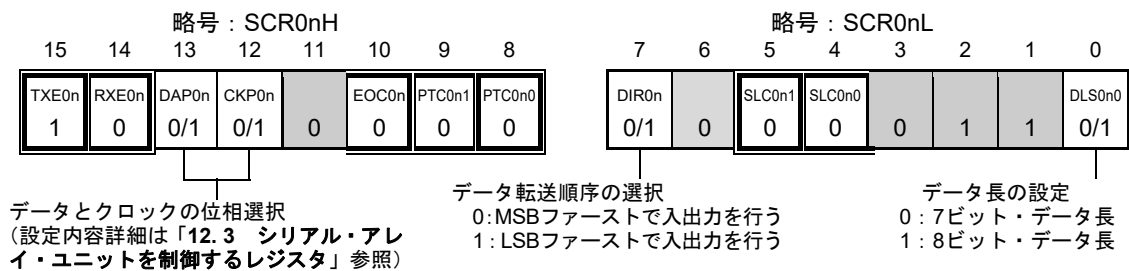 略号：SCR0nH
略号：SCR0nL
15 14 13 12 11 10 9 8
7 6 5 4 3 2 1 0
TXE0n RXE0n DAP0n CKP0n EOC0n PTC0n1 PTC0n0
DIR0n SLC0n1 SLC0n0 DLS0n0
1 0 0/1 0/1 0 0 0 0
0/1 0 0 0 0 1 1 0/1
データとクロックの位相選択
（設定内容詳細は「12. 3　シリアル・アレ
イ・ユニットを制御するレジスタ」参照）
データ転送順序の選択
0：MSBファーストで入出力を行う
1：LSBファーストで入出力を行う
データ長の設定
0：7ビット・データ長
1：8ビット・データ長